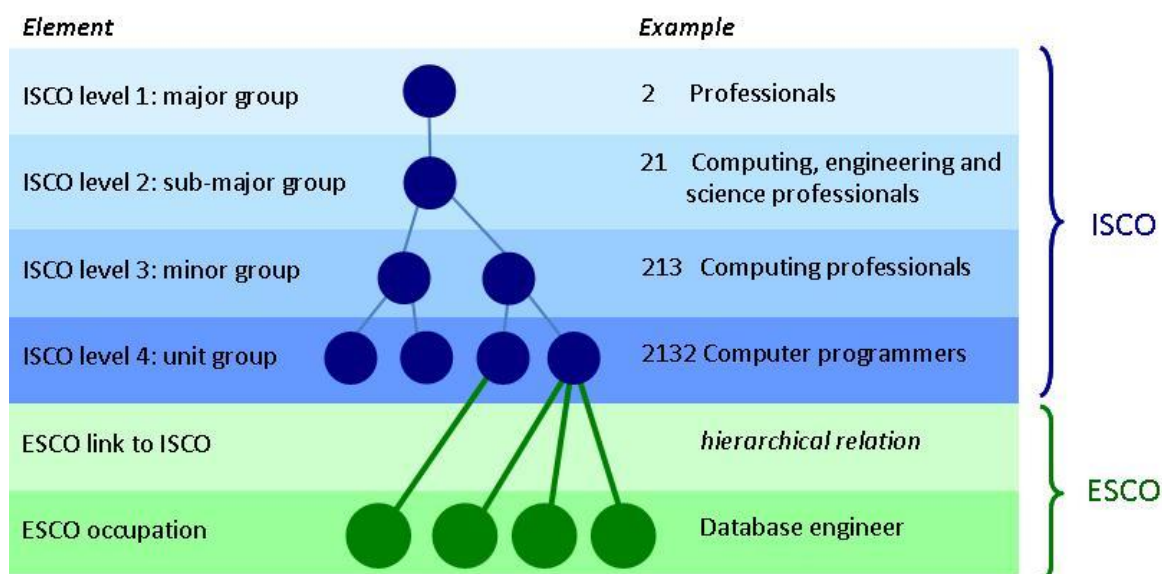 Element Example
ISCO level 1: major group 2 Professionals
ISCO level 2: sub-major group 21 Computing, engineering and
science professionals
ISCO level 3: minor group 213 Computing professionals
ISCO level 4: unit group 2132 Computer programmers
ISCO
ESCO link to ISCO hierarchical relation
ESCO occupation Database engineer
ESCO